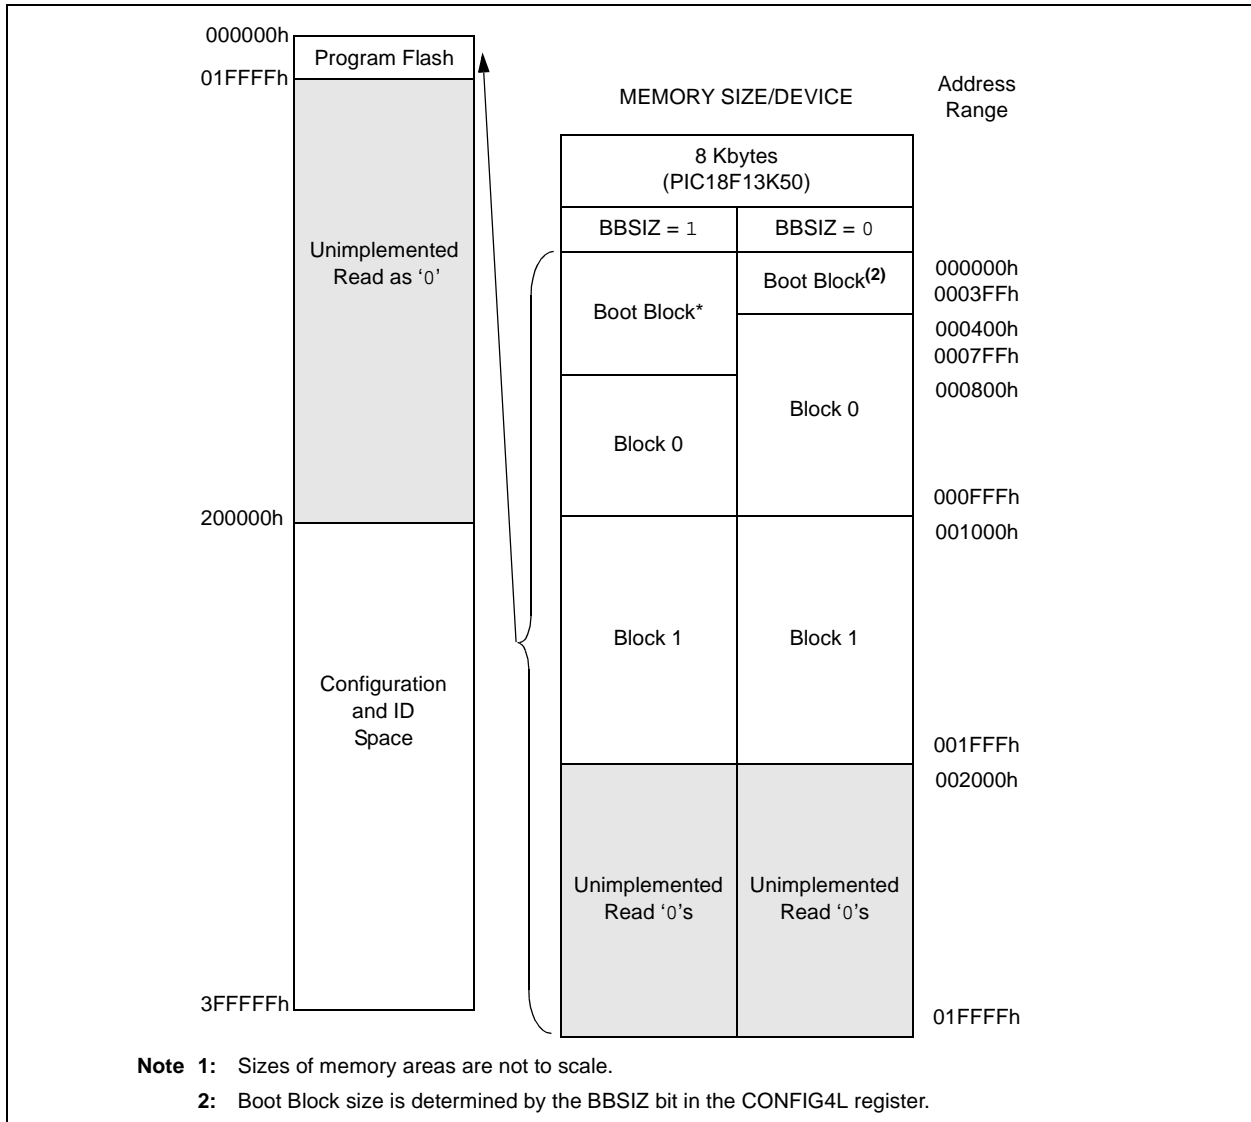 000000h
Program Flash
01FFFFh
Unimplemented
Read as ‘0’
200000h
Configuration
and ID
Space
3FFFFFh
MEMORY SIZE/DEVICE
Address
Range
8 Kbytes
(PIC18F13K50)
BBSIZ = 1
BBSIZ = 0
Boot Block*
Block 0
Block 1
Unimplemented
Read ‘0’s
Boot Block(2)
Block 0
Block 1
Unimplemented
Read ‘0’s
000000h
0003FFh
000400h
0007FFh
000800h
000FFFh
001000h
001FFFh
002000h
01FFFFh
Note 1: Sizes of memory areas are not to scale.
2: Boot Block size is determined by the BBSIZ bit in the CONFIG4L register.